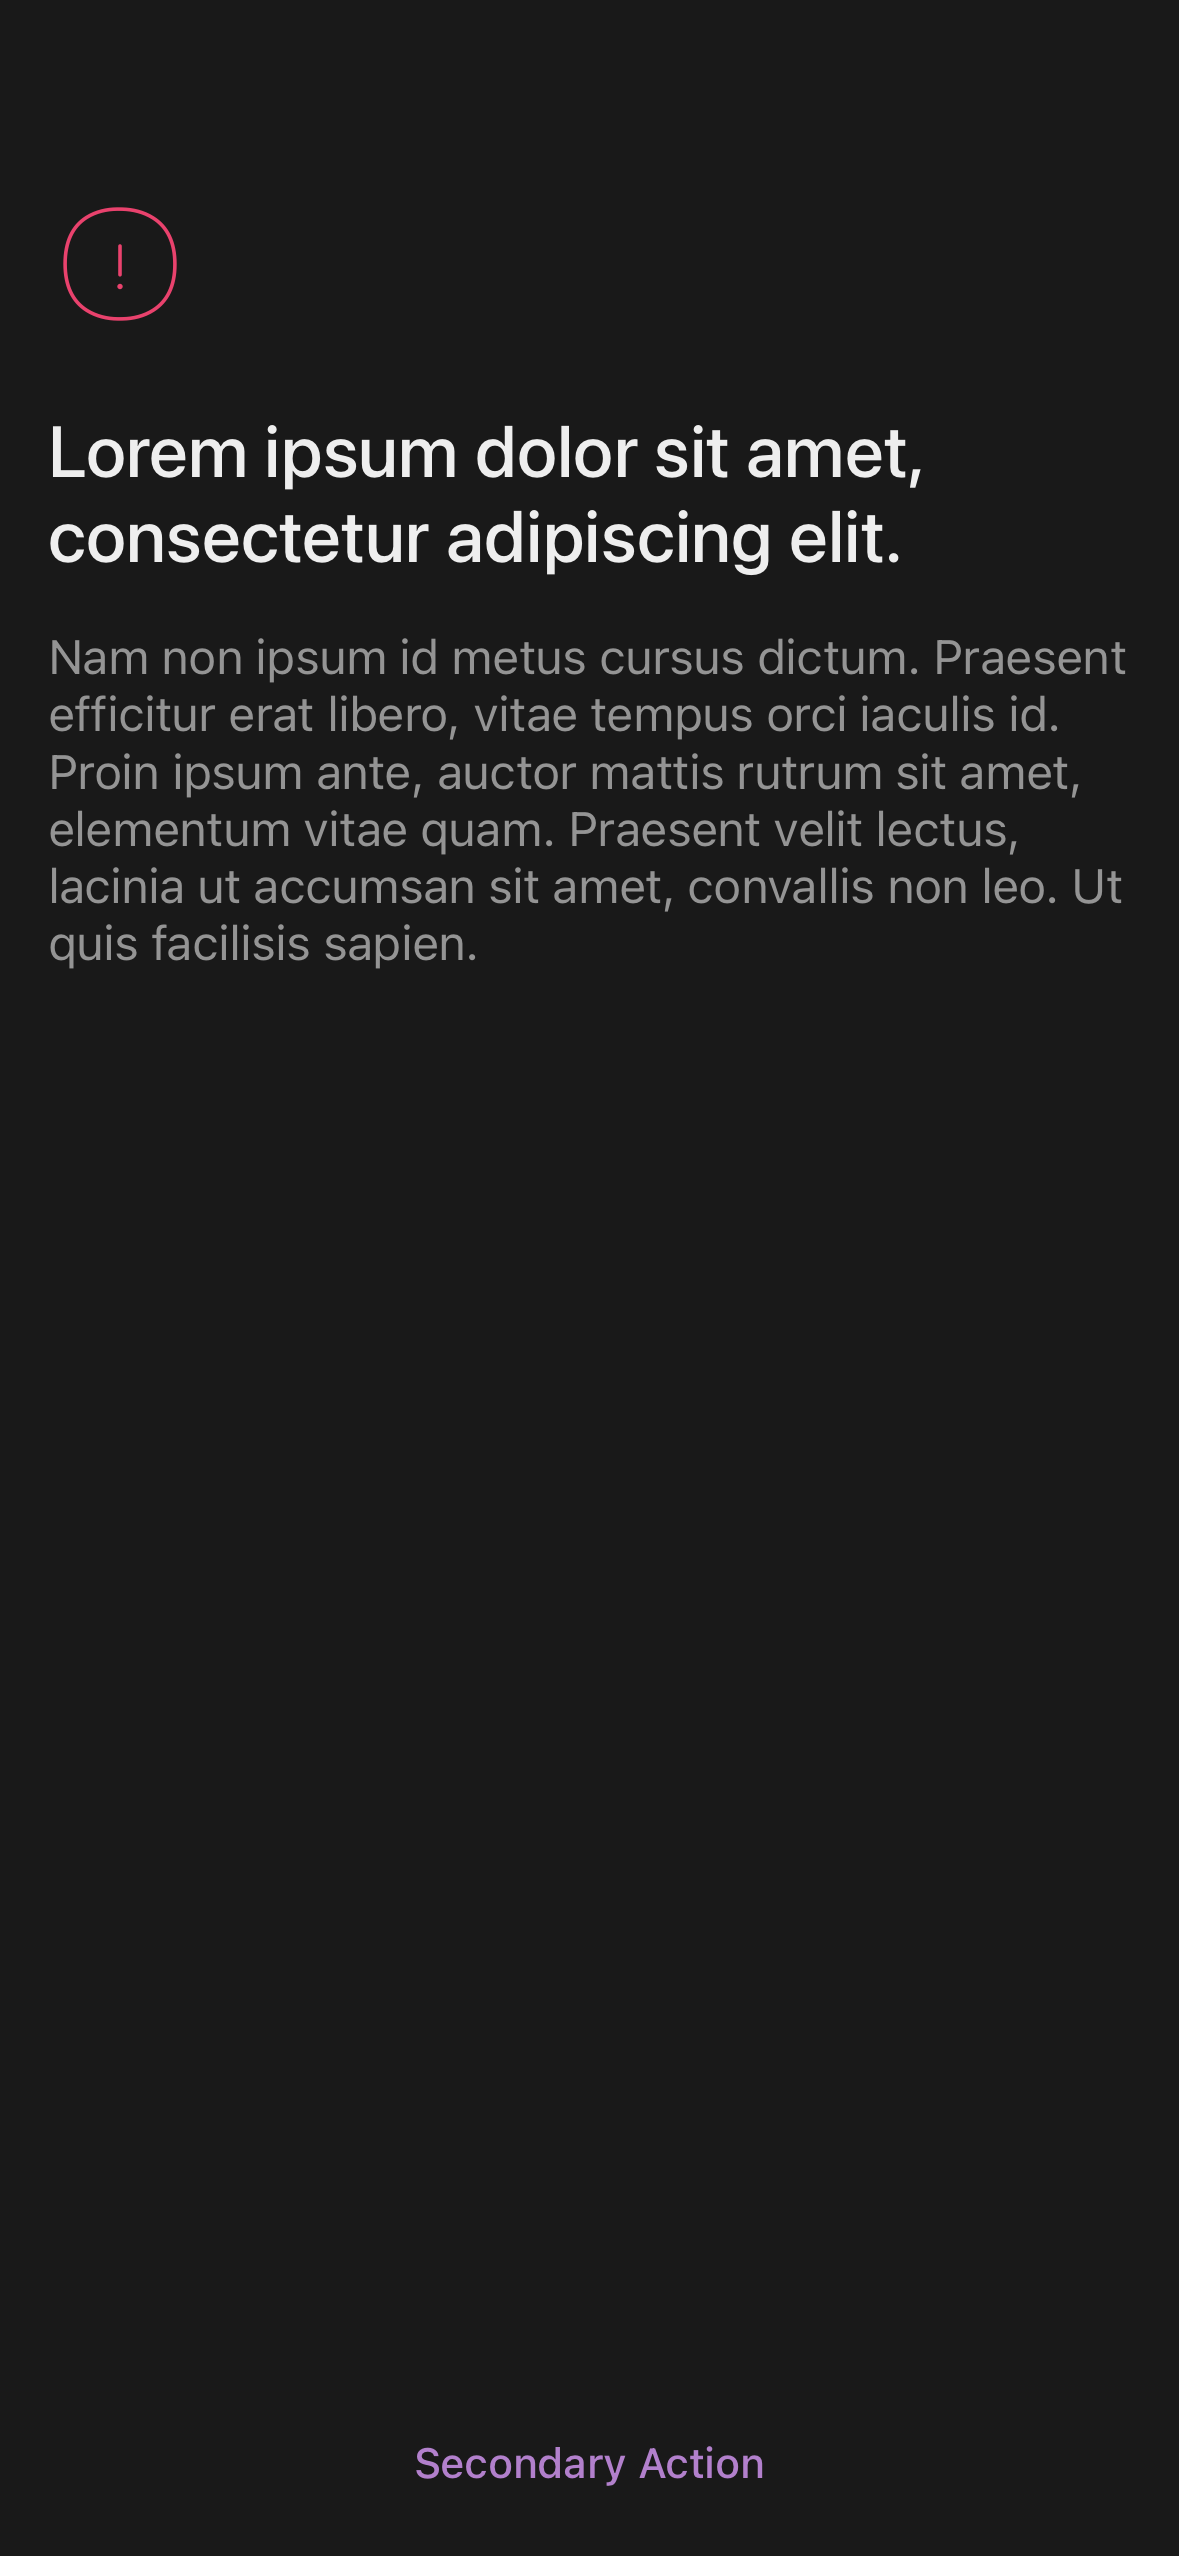 Lorem ipsum dolor sit amet,
consectetur adipiscing elit.
Nam non ipsum id metus cursus dictum. Praesent
efficitur erat libero, vitae tempus orci iaculis id.
Proin ipsum ante, auctor mattis rutrum sit amet,
elementum vitae quam. Praesent velit lectus,
lacinia ut accumsan sit amet, convallis non leo. Ut
quis facilisis sapien.
Secondary Action